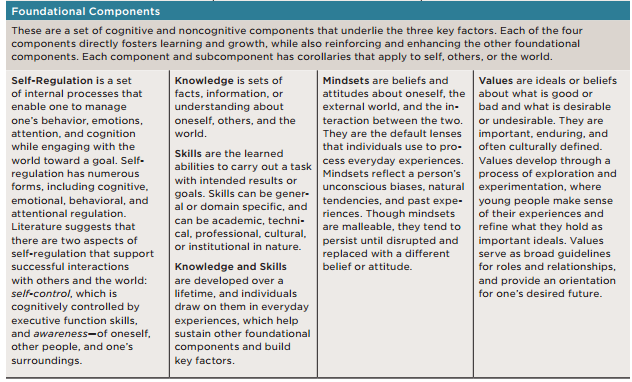 Foundational Components
These are a set of cognitive and noncognitive components that underlie the three key factors. Each of the four
components directly fosters learning and growth, while also reinforcing and enhancing the other foundational
components. Each component and subcomponent has corollaries that apply to self, others, or the world.
Self-Regulation is a set
of internal processes that
enable one to manage
one's behavior, emotions,
attention, and cognition
while engaging with the
world toward a goal. Self-
regulation has numerous
forms, including cognitive,
emotional, behavioral, and
attentional regulation.
Literature suggests that
there are two aspects of
self-regulation that support
successful interactions
with others and the world:
self-control, which is
cognitively controlled by
executive function skills,
and awareness—of oneself,
other people, and one's
surroundings.
Knowledge is sets of
facts, information, or
understanding about
oneself, others, and the
world.
Skills are the learned
abilities to carry out a task
with intended results or
goals. Skills can be gener-
al or domain specific, and
can be academic, techni-
cal, professional, cultural,
or institutional in nature.
Knowledge and Skills
are developed over a
lifetime, and individuals
draw on them in everyday
experiences, which help
sustain other foundational
components and build
key factors.
Mindsets are beliefs and
attitudes about oneself, the
external world, and the in-
teraction between the two.
They are the default lenses
that individuals use to pro-
cess everyday experiences.
Mindsets reflect a person's
unconscious biases, natural
tendencies, and past expe-
riences. Though mindsets
are malleable, they tend to
persist until disrupted and
replaced with a different
belief or attitude.
Values are ideals or beliefs
about what is good or
bad and what is desirable
or undesirable. They are
important, enduring, and
often culturally defined.
Values develop through a
process of exploration and
experimentation, where
young people make sense
of their experiences and
refine what they hold as
important ideals. Values
serve as broad guidelines
for roles and relationships,
and provide an orientation
for one's desired future.